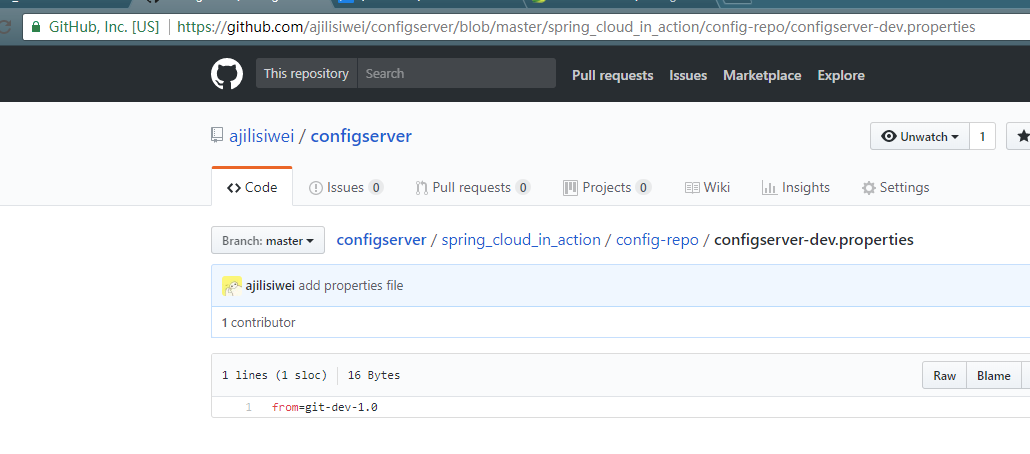 GitHub, Inc. [US] | https://github.com/ajilisiwei/configserver/blob/master/spring_cloud_in_action/config-repo/configserver-dev.properties
This repository Search Pull requests Issues Marketplace Explore
ajilisiwei / configserver Unwatch 1
Code Issues 0 Pull requests 0 Projects 0 Wiki Insights Settings
Branch: master configserver / spring_cloud_in_action / config-repo / configserver-dev.properties
ajilisiwei add properties file
1 contributor
1 lines (1 sloc) 16 Bytes Raw Blame
1 from=git-dev-1.0